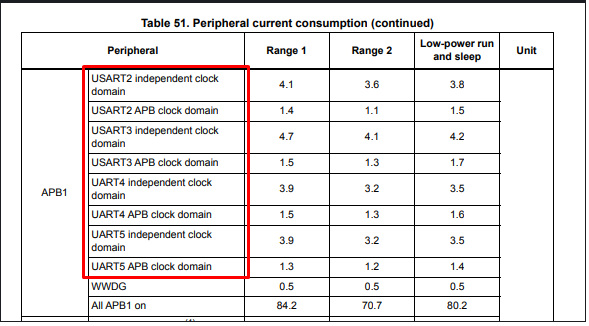 Table 51. Peripheral current consumption (continued)
Peripheral Range 1 Range 2 Low-power run and sleep Unit
APB1
USART2 independent clock domain 4.1 3.6 3.8
USART2 APB clock domain 1.4 1.1 1.5
USART3 independent clock domain 4.7 4.1 4.2
USART3 APB clock domain 1.5 1.3 1.7
UART4 independent clock domain 3.9 3.2 3.5
UART4 APB clock domain 1.5 1.3 1.6
UART5 independent clock domain 3.9 3.2 3.5
UART5 APB clock domain 1.3 1.2 1.4
WWDG 0.5 0.5 0.5
All APB1 on 84.2 70.7 80.2